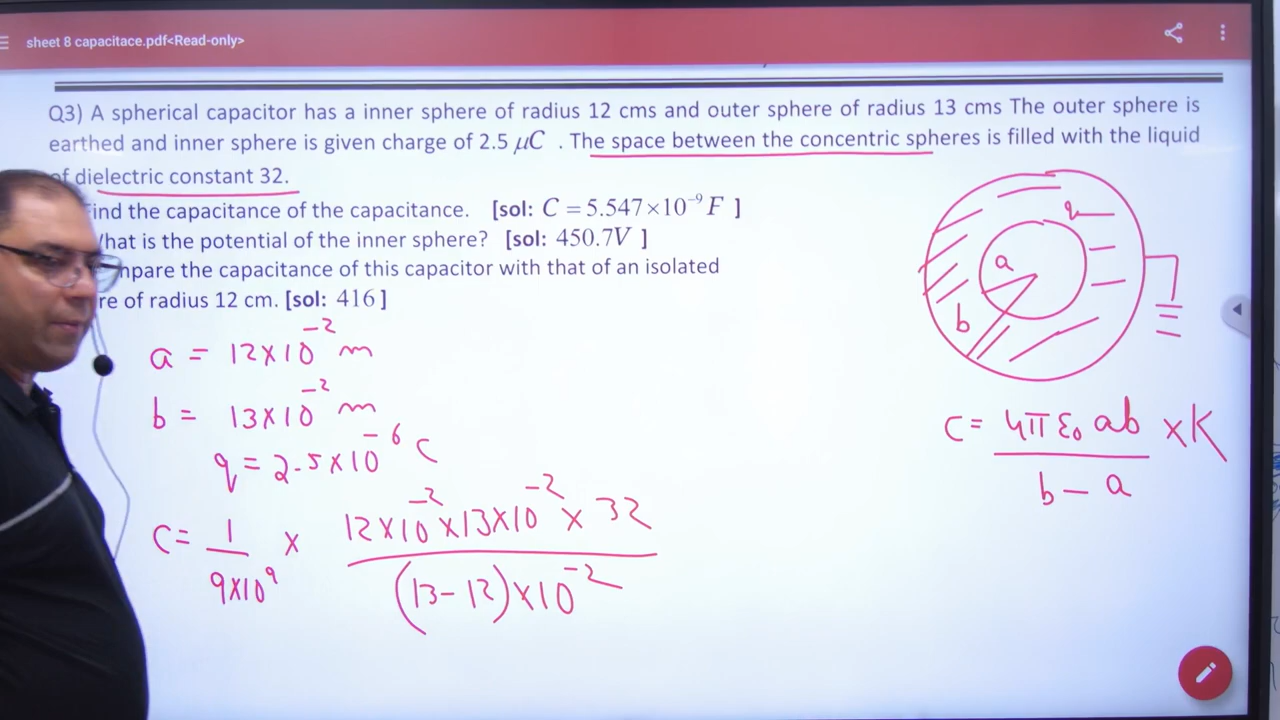 sheet 8 capacitace.pdf<Read-only>
Q3) A spherical capacitor has a inner sphere of radius 12 cms and outer sphere of radius 13 cms The outer sphere is
earthed and inner sphere is given charge of 2.5 μC . The space between the concentric spheres is filled with the liquid
of dielectric constant 32.
ind the capacitance of the capacitance. [sol: C = 5.547×10⁻⁹ F ]
hat is the potential of the inner sphere? [sol: 450.7V ]
mpare the capacitance of this capacitor with that of an isolated
re of radius 12 cm. [sol: 416 ]
a = 12×10⁻² m
b = 13×10⁻² m
q = 2.5×10⁻⁶ C
C = 1/(9×10⁹) × (12×10⁻² × 13×10⁻² × 32)/((13-12)×10⁻²)
q
a
b
C = (4πε₀ ab)/(b - a) × K